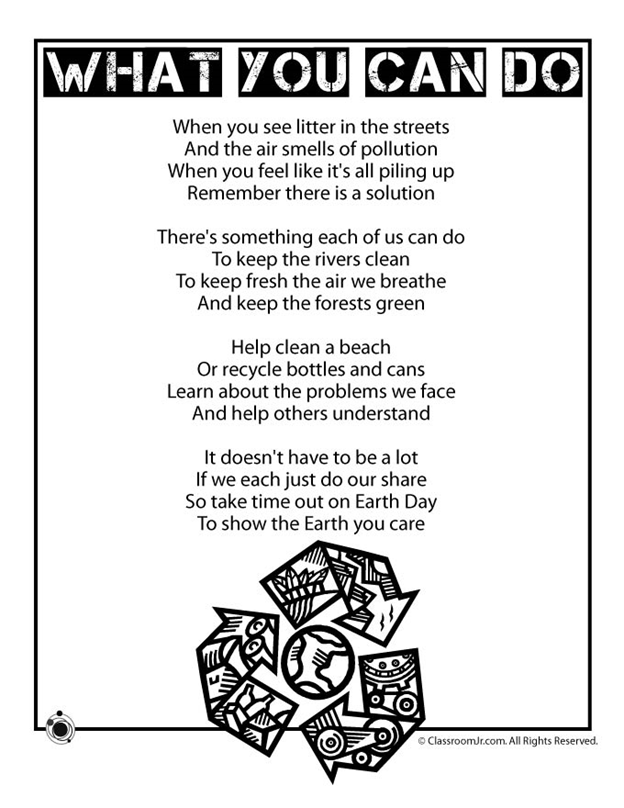 WHAT YOU CAN DO
When you see litter in the streets
And the air smells of pollution
When you feel like it's all piling up
Remember there is a solution
There's something each of us can do
To keep the rivers clean
To keep fresh the air we breathe
And keep the forests green
Help clean a beach
Or recycle bottles and cans
Learn about the problems we face
And help others understand
It doesn't have to be a lot
If we each just do our share
So take time out on Earth Day
To show the Earth you care
© ClassroomJr.com. All Rights Reserved.